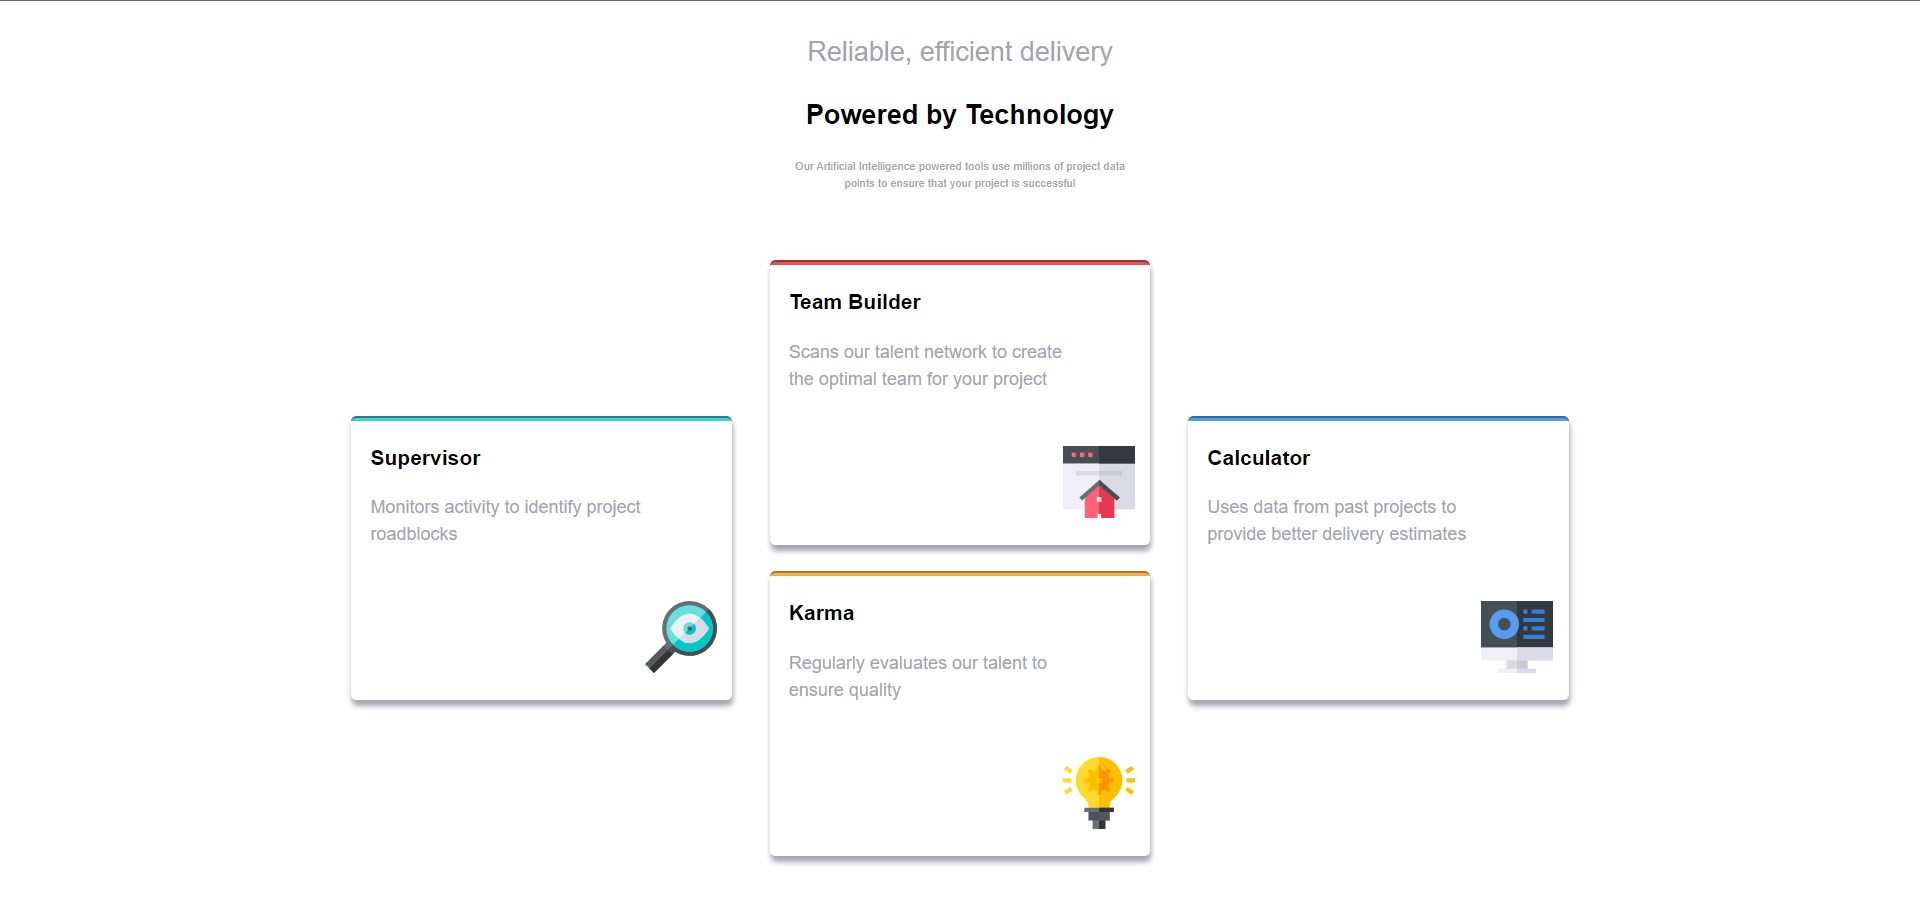 Reliable, efficient delivery
Powered by Technology
Our Artificial Intelligence powered tools use millions of project data
points to ensure that your project is successful
Supervisor
Monitors activity to identify project
roadblocks
Team Builder
Scans our talent network to create
the optimal team for your project
Karma
Regularly evaluates our talent to
ensure quality
Calculator
Uses data from past projects to
provide better delivery estimates